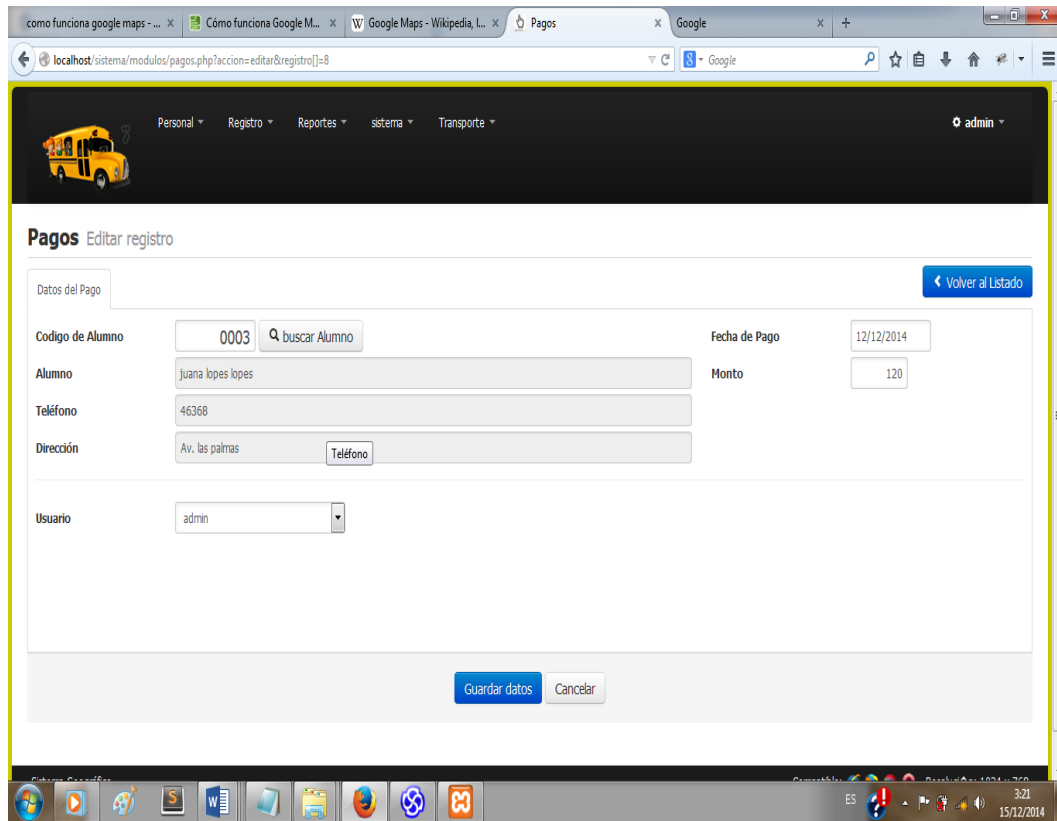 como funciona google maps - ...
Cómo funciona Google M...
W Google Maps - Wikipedia, l...
Pagos
Google
localhost/sistema/modulos/pagos.php?accion=editar&registro[]=8
Google
Personal Registro Reportes sistema Transporte
admin
Pagos Editar registro
Datos del Pago
Volver al Listado
Codigo de Alumno 0003 buscar Alumno Fecha de Pago 12/12/2014
Alumno juana lopes lopes Monto 120
Teléfono 46368
Dirección Av. las palmas
Teléfono
Usuario admin
Guardar datos Cancelar
ES
3:21
15/12/2014